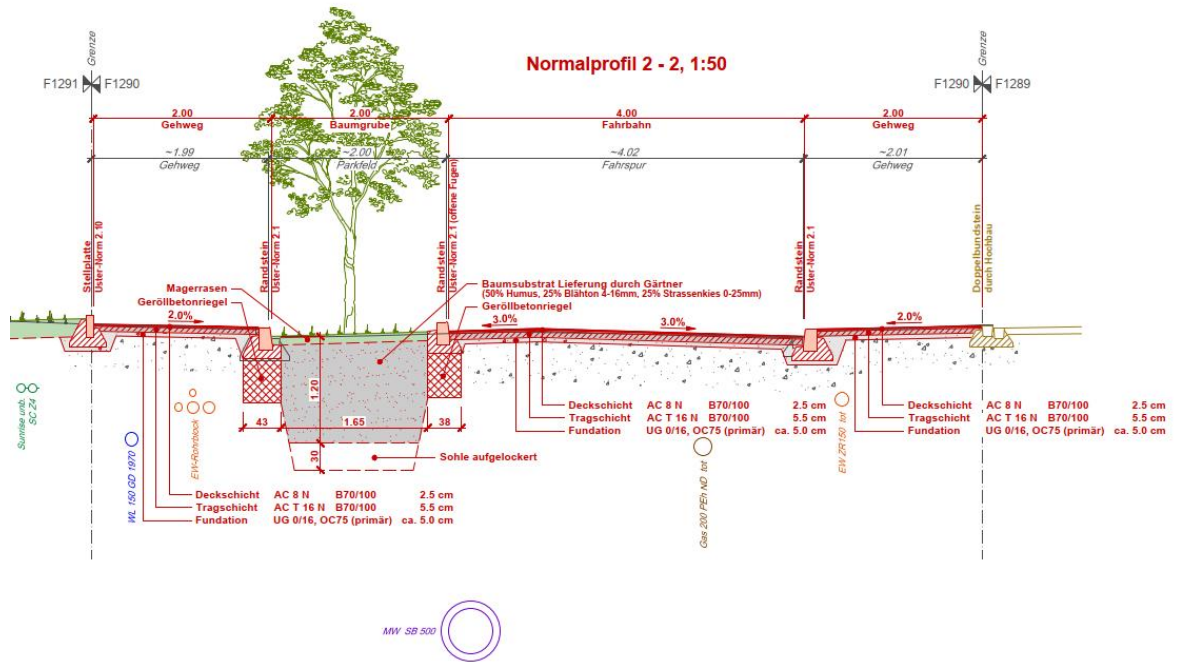 Normalprofil 2 - 2, 1:50
Grenze
F1291 F1290
Grenze
F1290 F1289
2.00
Gehweg
2.00
Baumgrube
4.00
Fahrbahn
2.00
Gehweg
~1.99
Gehweg
~2.00
Parkfeld
~4.02
Fahrspur
~2.01
Gehweg
Stellplatte
Uster-Norm 2.10
Randstein
Uster-Norm 2.1
Randstein
Uster-Norm 2.1 (offene Fugen)
Randstein
Uster-Norm 2.1
Doppelbundstein
durch Hochbau
Magerrasen
Geröllbetonriegel
Baumsubstrat Lieferung durch Gärtner
(50% Humus, 25% Blähton 4-16mm, 25% Strassenkies 0-25mm)
Geröllbetonriegel
2.0%
3.0%
3.0%
2.0%
1.20
43
1.65
38
30
Sohle aufgelockert
Deckschicht AC 8 N B70/100 2.5 cm
Tragschicht AC T 16 N B70/100 5.5 cm
Fundation UG 0/16, OC75 (primär) ca. 5.0 cm
Deckschicht AC 8 N B70/100 2.5 cm
Tragschicht AC T 16 N B70/100 5.5 cm
Fundation UG 0/16, OC75 (primär) ca. 5.0 cm
Deckschicht AC 8 N B70/100 2.5 cm
Tragschicht AC T 16 N B70/100 5.5 cm
Fundation UG 0/16, OC75 (primär) ca. 5.0 cm
Sunrise unb.
SC Z4
WL 150 GD 1970
EW-Rohrblock
Gas 200 PEh ND tot
EW ZR150 tot
MW SB 500